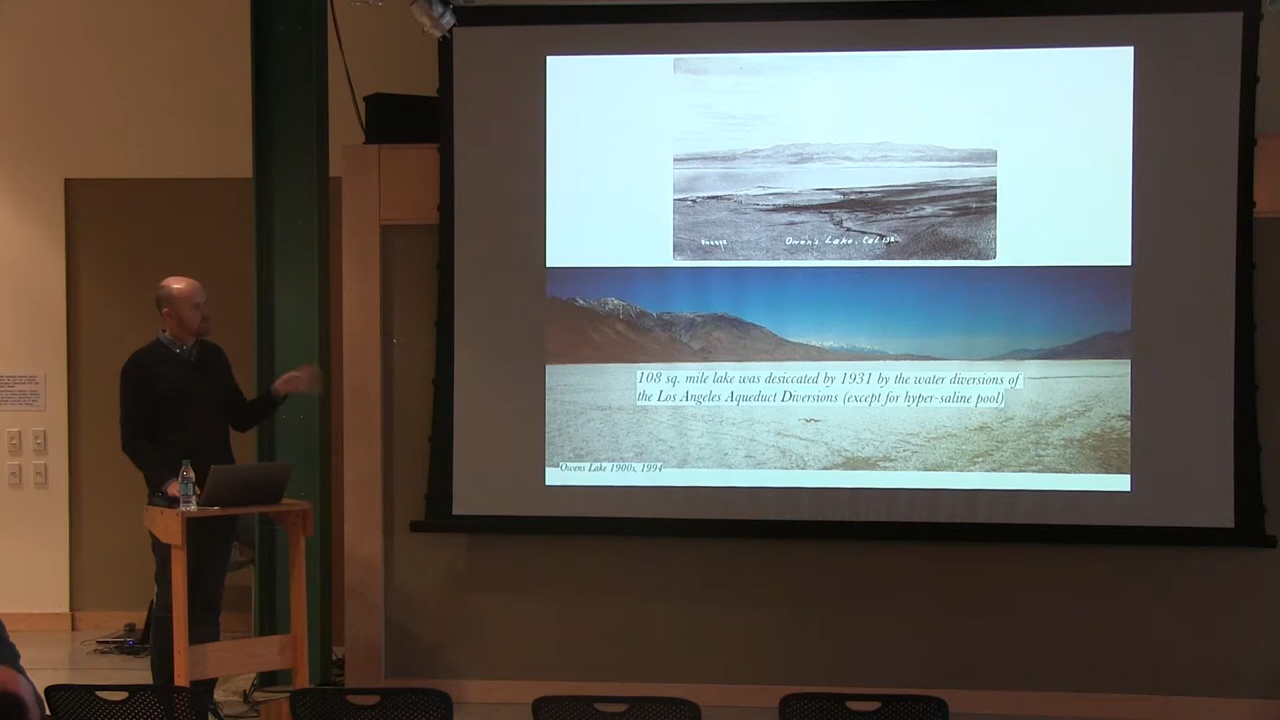 Owens Lake, Cal
108 sq. mile lake was desiccated by 1931 by the water diversions of
the Los Angeles Aqueduct Diversions (except for hyper-saline pool)
Owens Lake 1900s, 1994